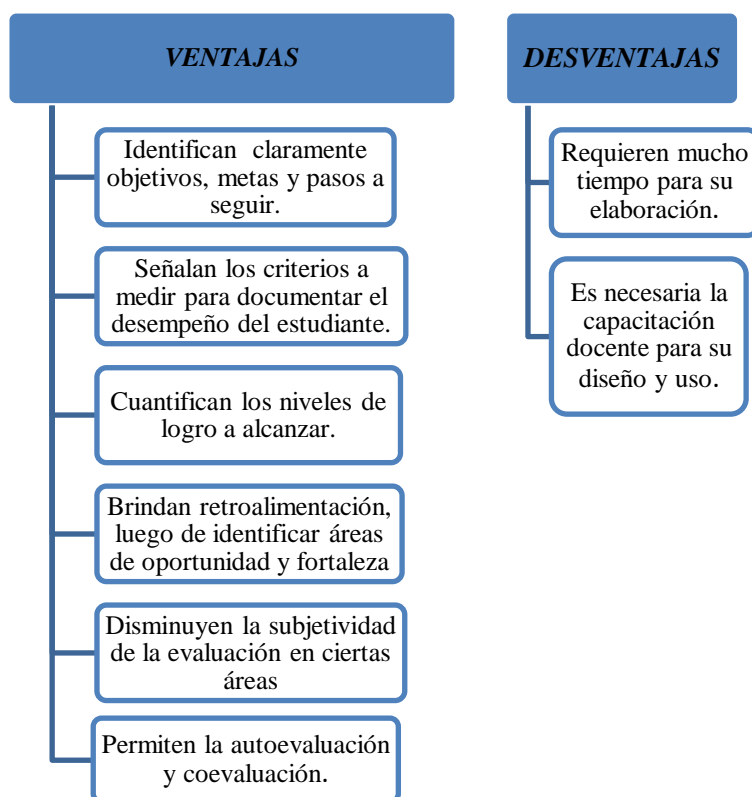 VENTAJAS
Identifican claramente
objetivos, metas y pasos a
seguir.
Señalan los criterios a
medir para documentar el
desempeño del estudiante.
Cuantifican los niveles de
logro a alcanzar.
Brindan retroalimentación,
luego de identificar áreas
de oportunidad y fortaleza
Disminuyen la subjetividad
de la evaluación en ciertas
áreas
Permiten la autoevaluación
y coevaluación.
DESVENTAJAS
Requieren mucho
tiempo para su
elaboración.
Es necesaria la
capacitación
docente para su
diseño y uso.